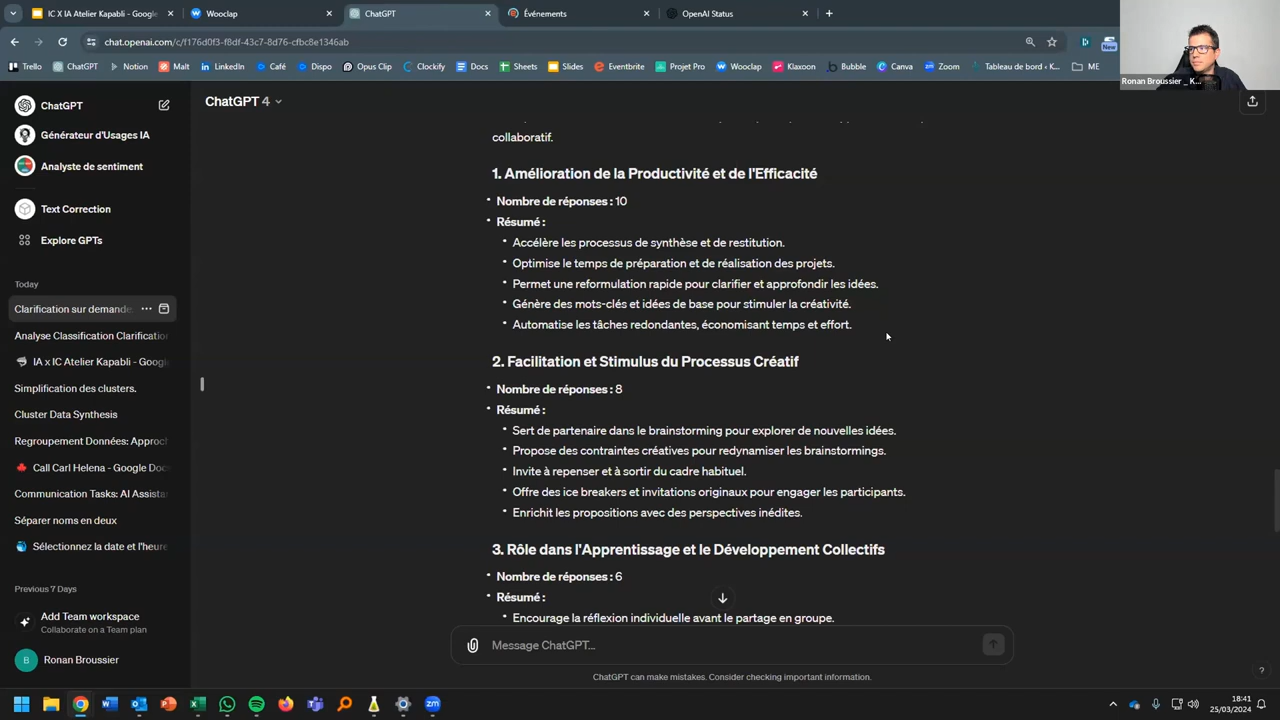 IC X IA Atelier Kapabli - Google
Wooclap
ChatGPT
Événements
OpenAI Status
chat.openai.com/c/f176d0f3-f8df-43c7-8d76-cfbc8e1346ab
New
Trello
ChatGPT
Notion
Malt
LinkedIn
Café
Dispo
Opus Clip
Clockify
Docs
Sheets
Slides
Eventbrite
Projet Pro
Wooclap
Klaxoon
Bubble
Canva
Zoom
Tableau de bord « K...
ME
Ronan Broussier _ K...
ChatGPT
Générateur d'Usages IA
Analyste de sentiment
Text Correction
Explore GPTs
Today
Clarification sur demande
Analyse Classification Clarification
IA x IC Atelier Kapabli - Goog
Simplification des clusters.
Cluster Data Synthesis
Regroupement Données: Approc
Call Carl Helena - Google Doc
Communication Tasks: AI Assista
Séparer noms en deux
Sélectionnez la date et l'heure
Previous 7 Days
Add Team workspace
Collaborate on a Team plan
B
Ronan Broussier
ChatGPT 4
collaboratif.
1. Amélioration de la Productivité et de l'Efficacité
• Nombre de réponses : 10
• Résumé :
• Accélère les processus de synthèse et de restitution.
• Optimise le temps de préparation et de réalisation des projets.
• Permet une reformulation rapide pour clarifier et approfondir les idées.
• Génère des mots-clés et idées de base pour stimuler la créativité.
• Automatise les tâches redondantes, économisant temps et effort.
2. Facilitation et Stimulus du Processus Créatif
• Nombre de réponses : 8
• Résumé :
• Sert de partenaire dans le brainstorming pour explorer de nouvelles idées.
• Propose des contraintes créatives pour redynamiser les brainstormings.
• Invite à repenser et à sortir du cadre habituel.
• Offre des ice breakers et invitations originaux pour engager les participants.
• Enrichit les propositions avec des perspectives inédites.
3. Rôle dans l'Apprentissage et le Développement Collectifs
• Nombre de réponses : 6
• Résumé :
• Encourage la réflexion individuelle avant le partage en groupe.
Message ChatGPT...
ChatGPT can make mistakes. Consider checking important information.
?
18:41
25/03/2024